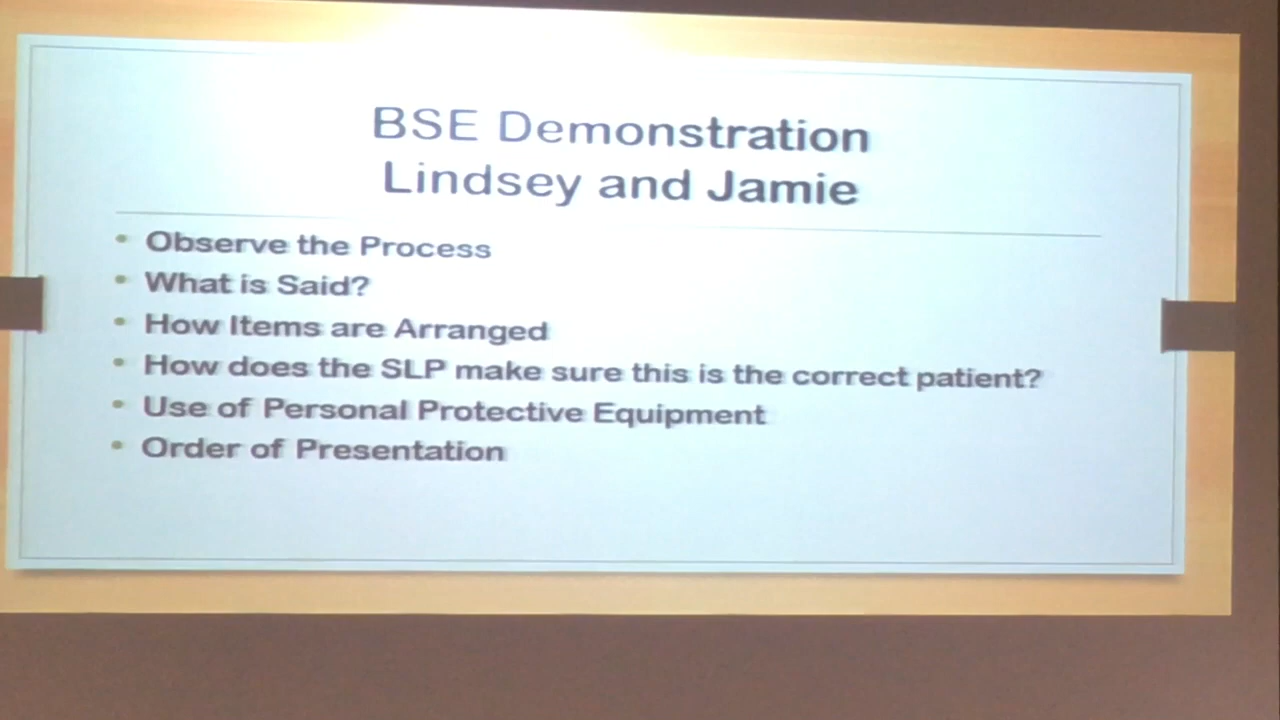 BSE Demonstration
Lindsey and Jamie
• Observe the Process
• What is Said?
• How Items are Arranged
• How does the SLP make sure this is the correct patient?
• Use of Personal Protective Equipment
• Order of Presentation